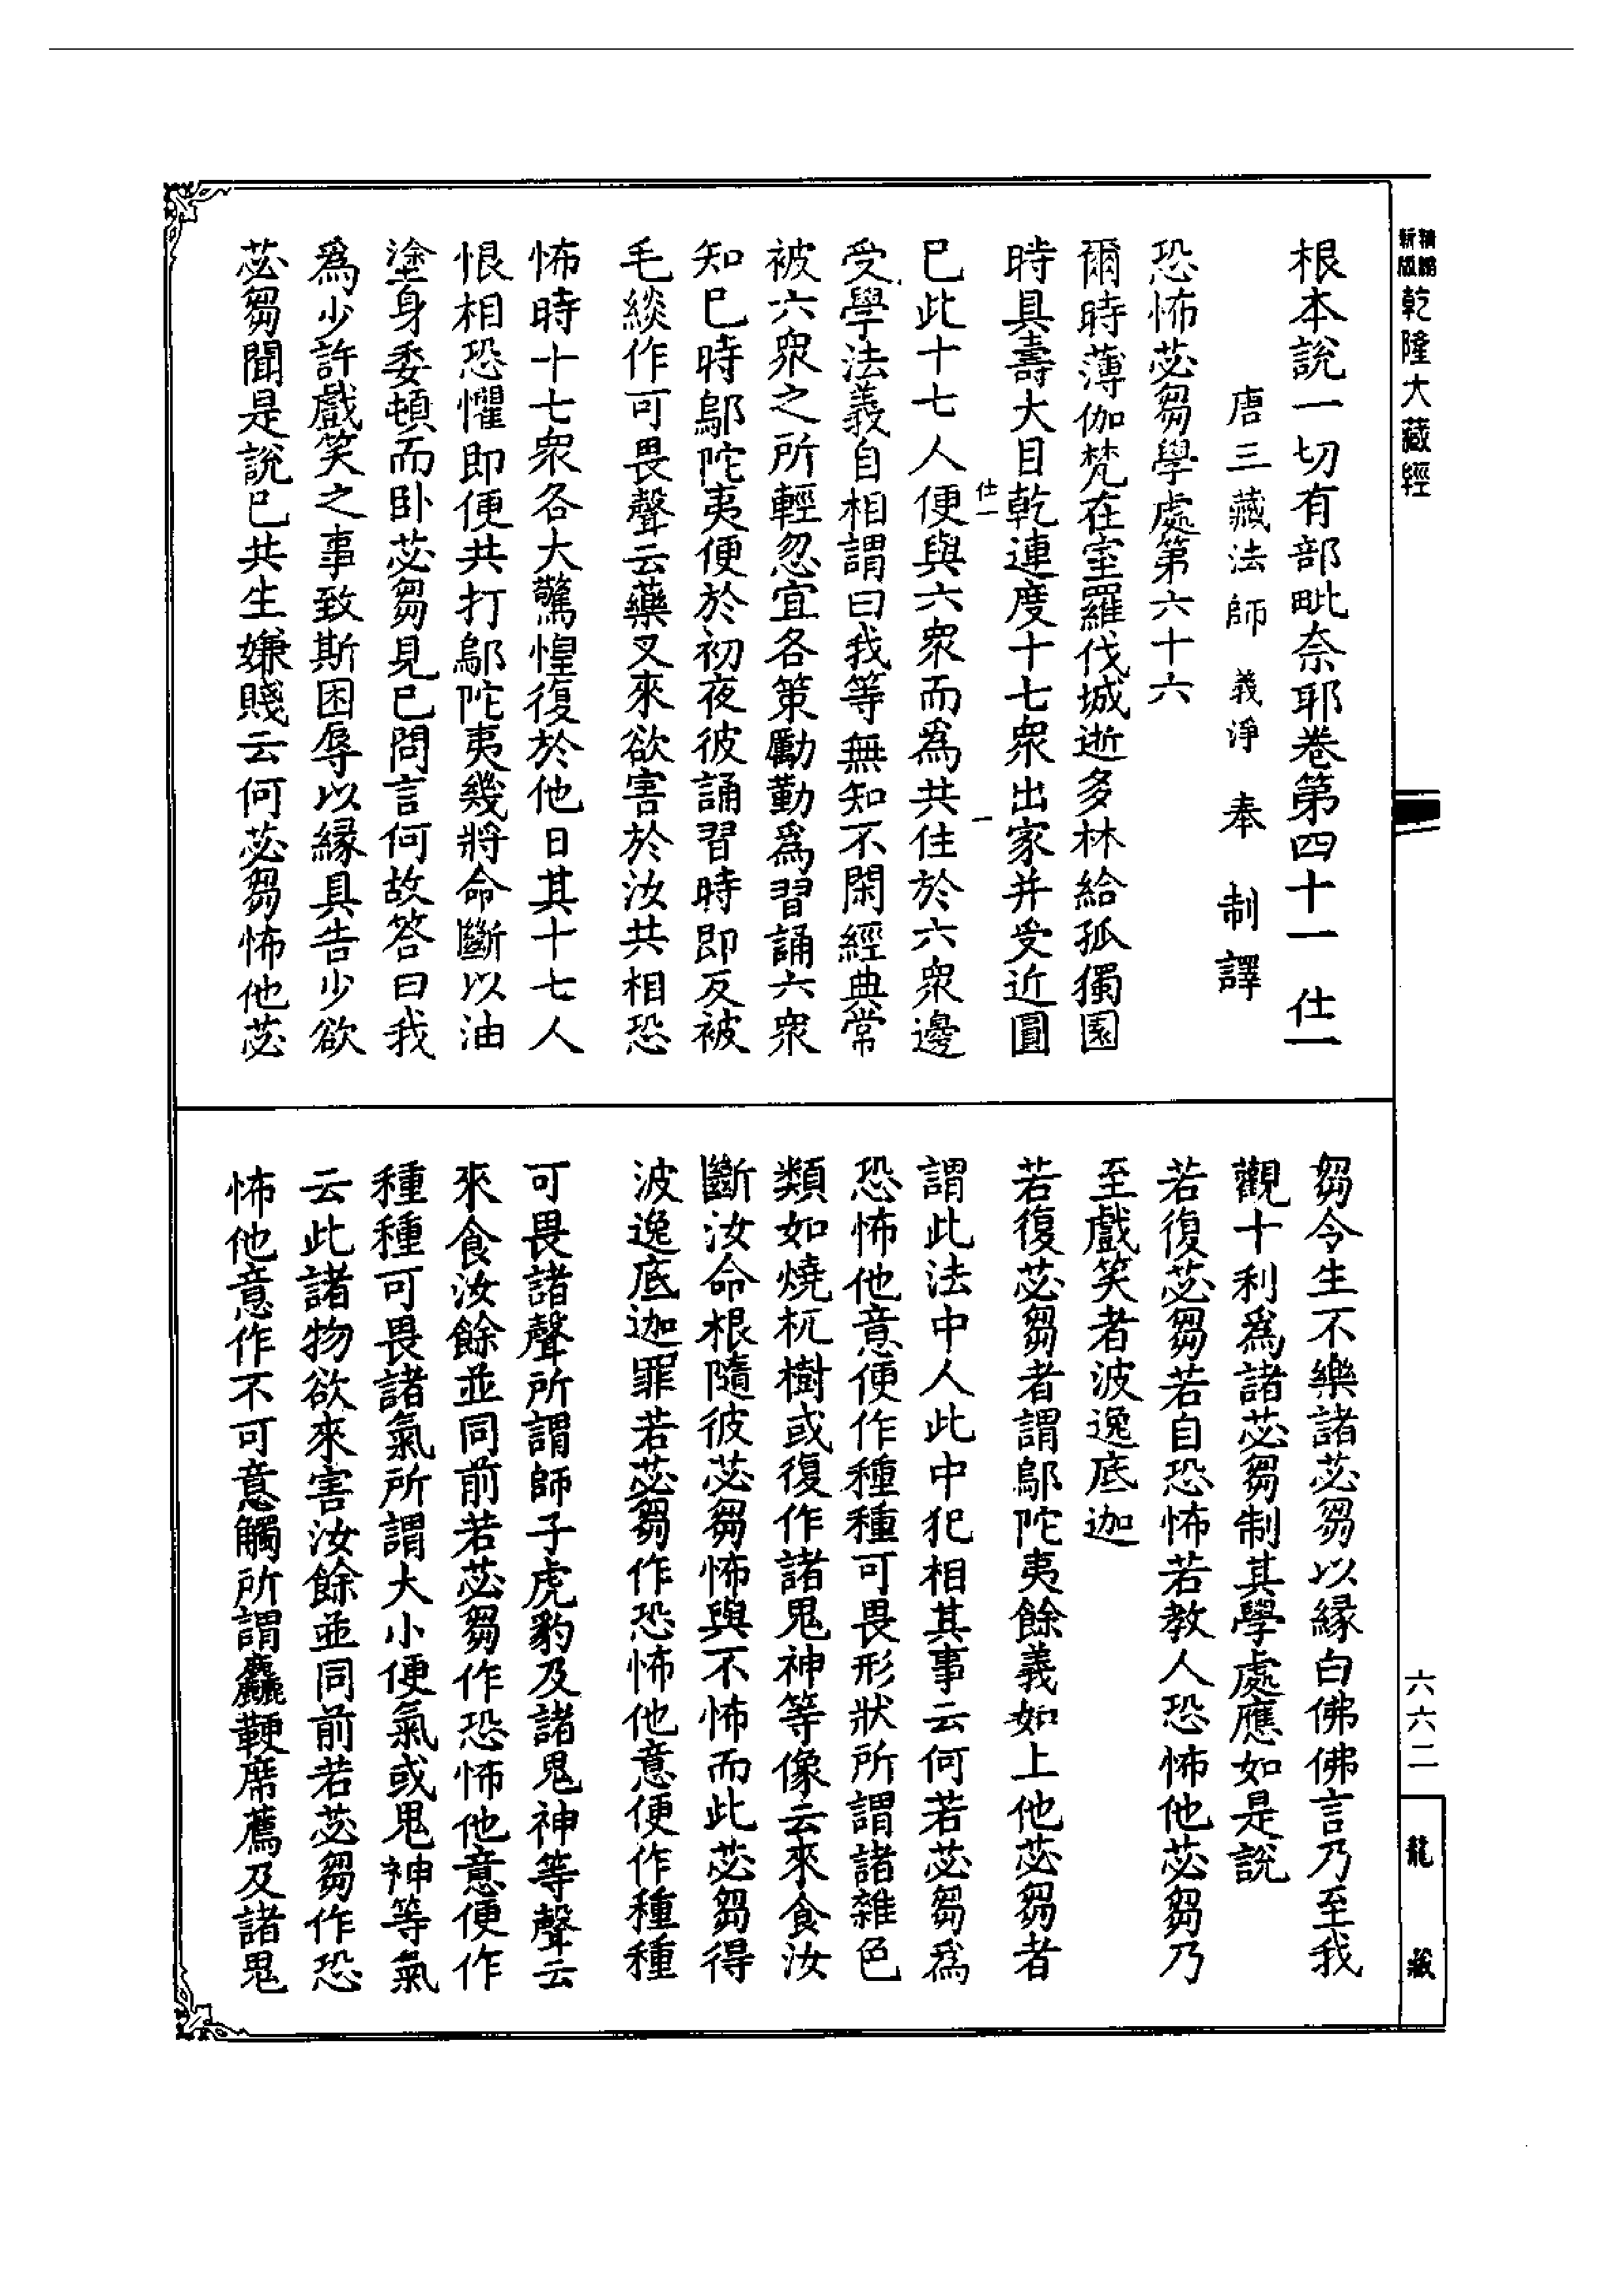 新版 精縮 乾隆大藏經
根本說一切有部毗奈耶卷第四十一 仕一
唐三藏法師 義淨 奉 制譯
恐怖苾芻學處第六十六
爾時薄伽梵在室羅伐城逝多林給孤獨園
時具壽大目乾連度十七衆出家并受近圓
仕一 一
巳此十七人便與六衆而爲共住於六衆邊
受學法義自相謂曰我等無知不閑經典常
被六衆之所輕忽宜各策勵勤爲習誦六衆
知巳時鄔陀夷便於初夜彼誦習時即反被
毛緂作可畏聲云藥叉來欲害於汝共相恐
怖時十七衆各大驚惶復於他日其十七人
恨相恐懼即便共打鄔陀夷幾將命斷以油
塗身委頓而卧苾芻見巳問言何故答曰我
爲少許戲笑之事致斯困辱以緣具告少欲
苾芻聞是說巳共生嫌賤云何苾芻怖他苾
芻令生不樂諸苾芻以緣白佛佛言乃至我
觀十利爲諸苾芻制其學處應如是說
若復苾芻若自恐怖若教人恐怖他苾芻乃
至戲笑者波逸底迦
若復苾芻者謂鄔陀夷餘義如上他苾芻者
謂此法中人此中犯相其事云何若苾芻爲
恐怖他意便作種種可畏形狀所謂諸雜色
類如燒杌樹或復作諸鬼神等像云來食汝
斷汝命根隨彼苾芻怖與不怖而此苾芻得
波逸底迦罪若苾芻作恐怖他意便作種種
可畏諸聲所謂師子虎豹及諸鬼神等聲云
來食汝餘並同前若苾芻作恐怖他意便作
種種可畏諸氣所謂大小便氣或鬼神等氣
云此諸物欲來害汝餘並同前若苾芻作恐
怖他意作不可意觸所謂麤鞕席薦及諸鬼
六六二
龍藏